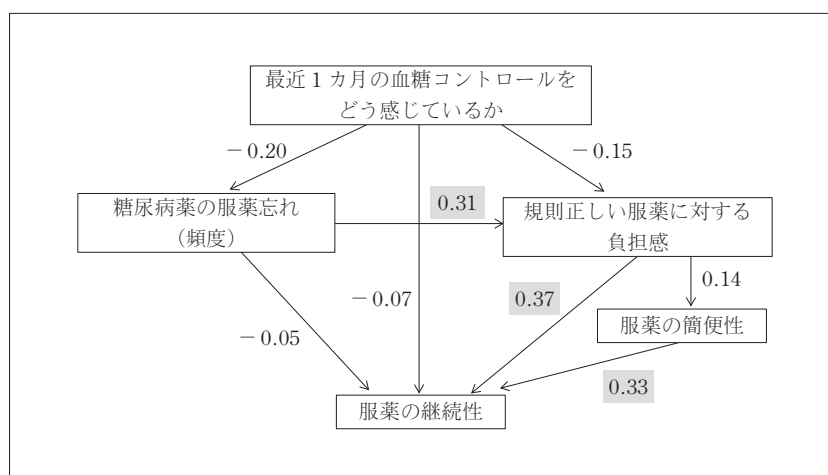 最近1カ月の血糖コントロールを
どう感じているか
－0.20
－0.15
糖尿病薬の服薬忘れ
（頻度）
0.31
規則正しい服薬に対する
負担感
－0.05
－0.07
0.37
0.14
服薬の簡便性
0.33
服薬の継続性